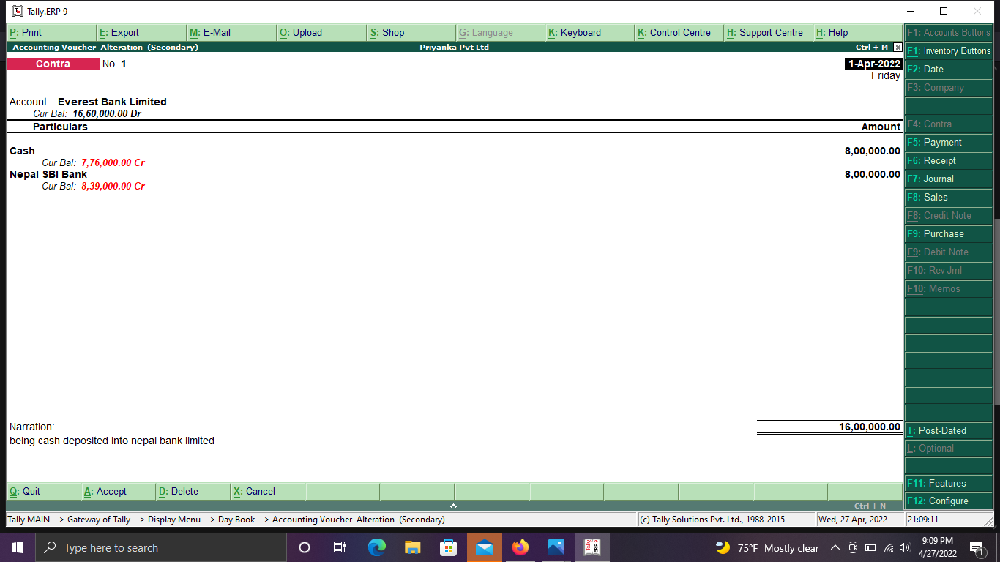 Tally.ERP 9
P: Print E: Export M: E-Mail O: Upload S: Shop G: Language K: Keyboard K: Control Centre H: Support Centre H: Help
Accounting Voucher Alteration (Secondary) Priyanka Pvt Ltd Ctrl + M
Contra No. 1 1-Apr-2022
Friday
Account : Everest Bank Limited
Cur Bal: 16,60,000.00 Dr
Particulars Amount
Cash 8,00,000.00
Cur Bal: 7,76,000.00 Cr
Nepal SBI Bank 8,00,000.00
Cur Bal: 8,39,000.00 Cr
Narration: 16,00,000.00
being cash deposited into nepal bank limited
F1: Accounts Buttons
F1: Inventory Buttons
F2: Date
F3: Company
F4: Contra
F5: Payment
F6: Receipt
F7: Journal
F8: Sales
F8: Credit Note
F9: Purchase
F9: Debit Note
F10: Rev Jrnl
F10: Memos
T: Post-Dated
L: Optional
F11: Features
F12: Configure
Q: Quit A: Accept D: Delete X: Cancel
Ctrl + N
Tally MAIN --> Gateway of Tally --> Display Menu --> Day Book --> Accounting Voucher Alteration (Secondary) (c) Tally Solutions Pvt. Ltd., 1988-2015 Wed, 27 Apr, 2022 21:09:11
Type here to search 75°F Mostly clear 9:09 PM
4/27/2022 1